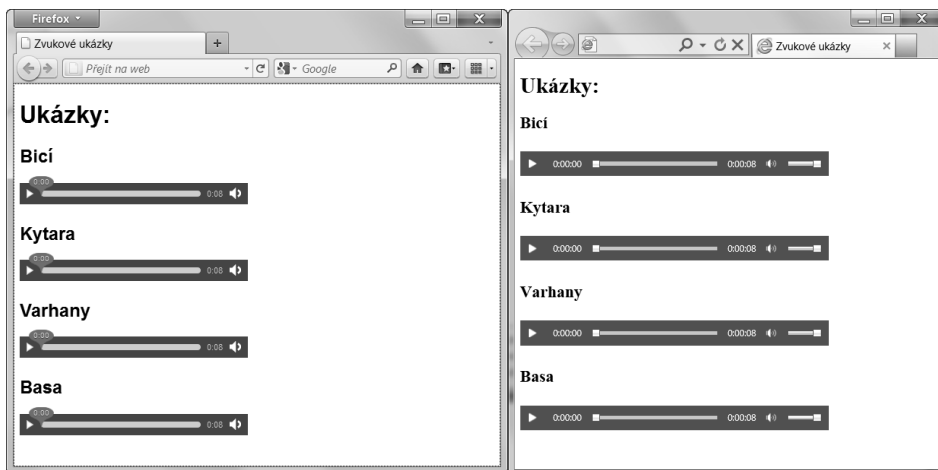 Firefox
Zvukové ukázky
Přejít na web
Google
Ukázky:
Bicí
0:00
0:08
Kytara
0:00
0:08
Varhany
0:00
0:08
Basa
0:00
0:08
Zvukové ukázky
Ukázky:
Bicí
0:00:00 0:00:08
Kytara
0:00:00 0:00:08
Varhany
0:00:00 0:00:08
Basa
0:00:00 0:00:08